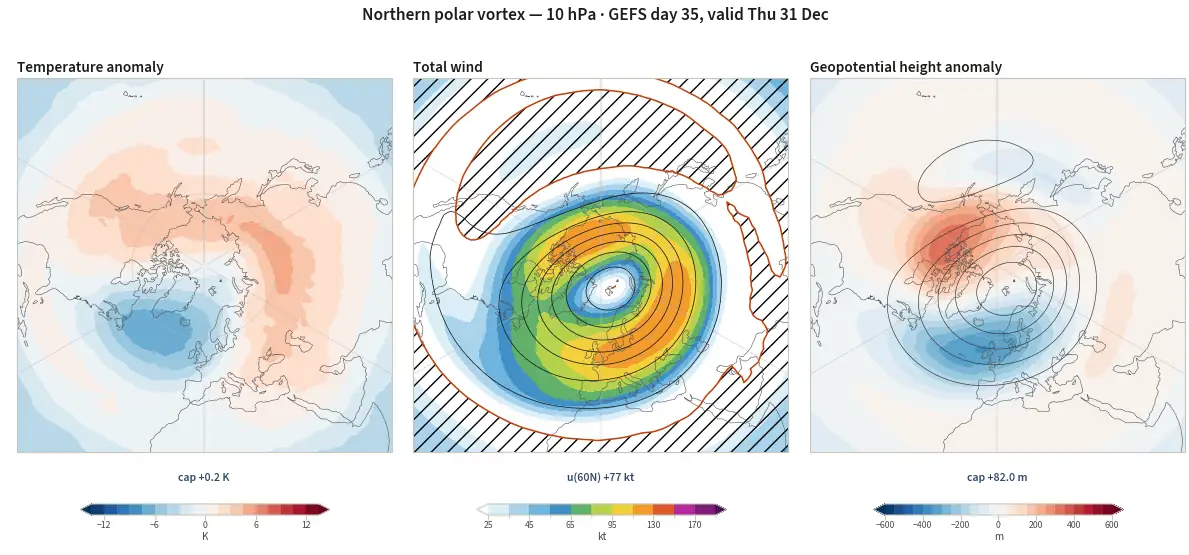 Northern polar vortex — 10 hPa · GEFS day 35, valid Thu 31 Dec
Temperature anomaly
Total wind
Geopotential height anomaly
cap +0.2 K
u(60N) +77 kt
cap +82.0 m
−12 −6 0 6 12
K
25 45 65 95 130 170
kt
−600 −400 −200 0 200 400 600
m